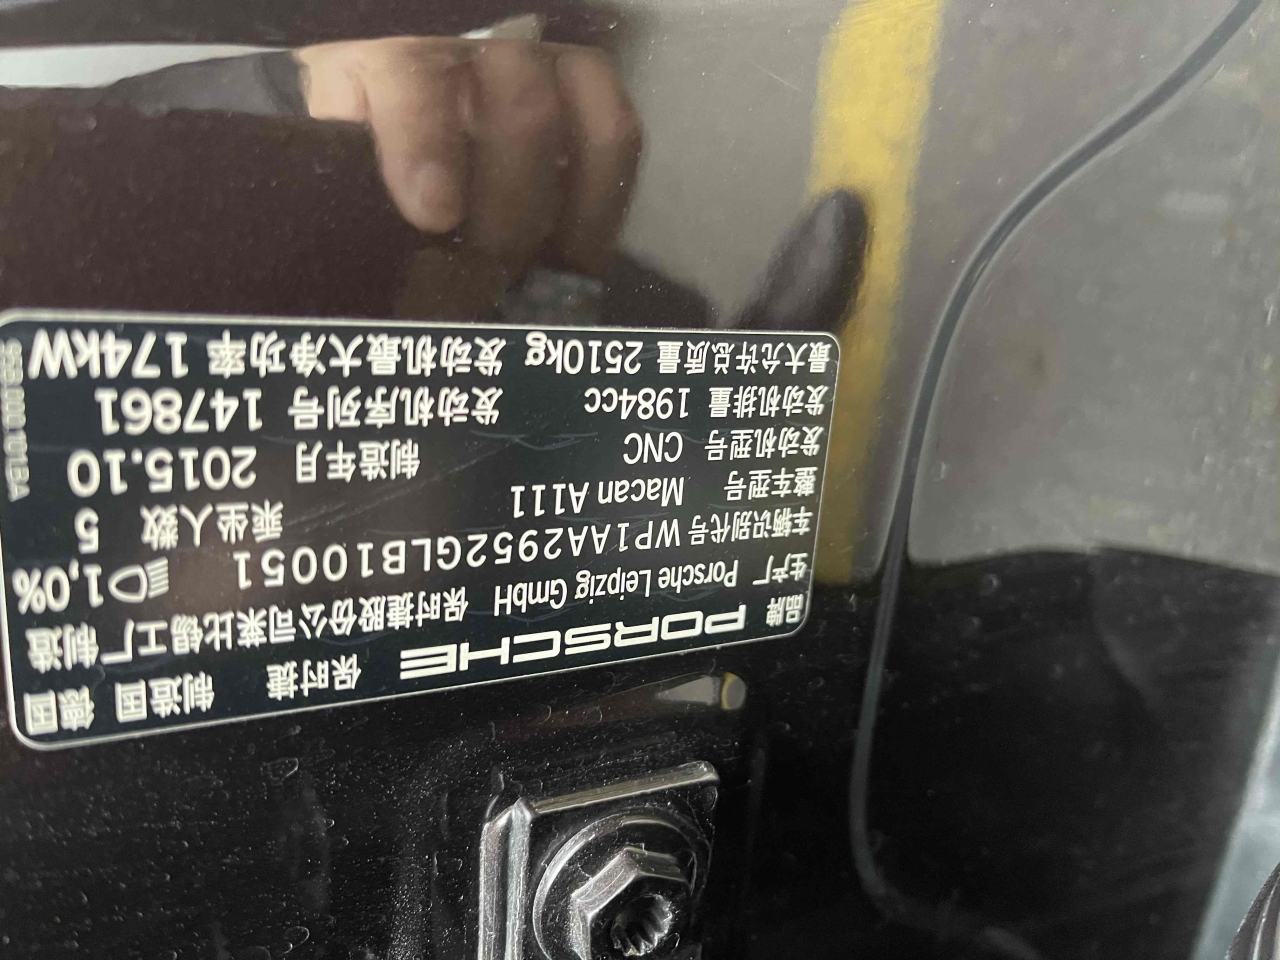 品牌 PORSCHE 保时捷 制造国 德国
生产厂 Porsche Leipzig GmbH 保时捷股份公司莱比锡工厂制造
车辆识别代号 WP1AA2952GLB10051 1,0%
整车型号 Macan A111 乘坐人数 5
发动机型号 CNC 制造年月 2015.10
发动机排量 1984cc 发动机序列号 147861
最大允许总质量 2510kg 发动机最大净功率 174kW